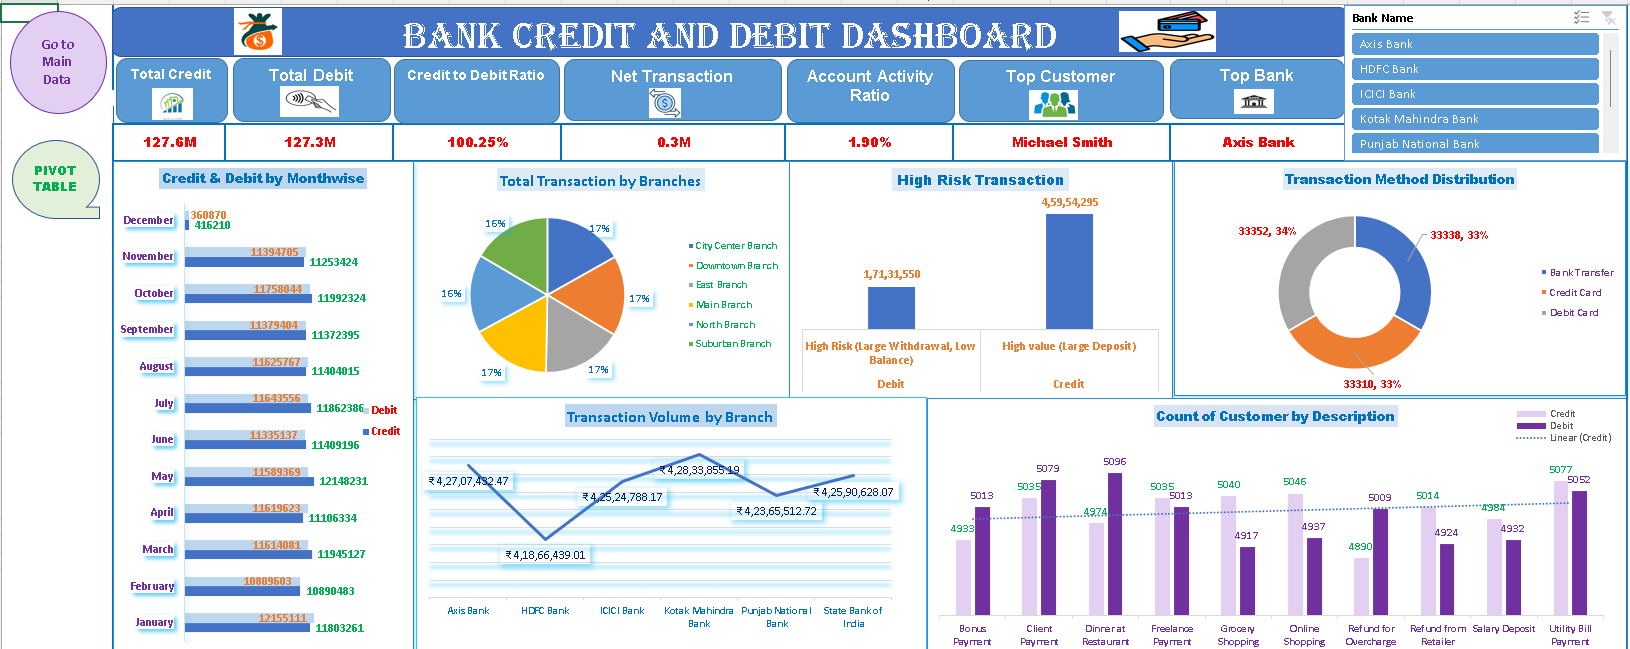 Go to
Main
Data
PIVOT
TABLE
BANK CREDIT AND DEBIT DASHBOARD
Total Credit
Total Debit
Credit to Debit Ratio
Net Transaction
Account Activity
Ratio
Top Customer
Top Bank
127.6M
127.3M
100.25%
0.3M
1.90%
Michael Smith
Axis Bank
Bank Name
Axis Bank
HDFC Bank
ICICI Bank
Kotak Mahindra Bank
Punjab National Bank
Credit & Debit by Monthwise
December
360870
416210
November
11394705
11253424
October
11758044
11992324
September
11379404
11372395
August
11625767
11404015
July
11643556
11862386
June
11335137
11409196
May
11589369
12148231
April
11619623
11106334
March
11614081
11945127
February
10809603
10890483
January
12155111
11803261
Debit
Credit
Total Transaction by Branches
16%
17%
16%
17%
17%
17%
City Center Branch
Downtown Branch
East Branch
Main Branch
North Branch
Suburban Branch
High Risk Transaction
4,59,54,295
1,71,31,550
High Risk (Large Withdrawal, Low
Balance)
High value (Large Deposit)
Debit
Credit
Transaction Method Distribution
33352, 34%
33338, 33%
33310, 33%
Bank Transfer
Credit Card
Debit Card
Transaction Volume by Branch
₹4,27,07,432.47
₹4,18,66,439.01
₹4,25,24,788.17
₹4,28,33,855.19
₹4,23,65,512.72
₹4,25,90,628.07
Axis Bank
HDFC Bank
ICICI Bank
Kotak Mahindra
Bank
Punjab National
Bank
State Bank of
India
Count of Customer by Description
Credit
Debit
Linear (Credit)
4933
5013
5035
5079
4974
5096
5035
5013
5040
4917
5046
4937
4890
5009
5014
4924
4984
4932
5077
5052
Bonus
Payment
Client
Payment
Dinner at
Restaurant
Freelance
Payment
Grocery
Shopping
Online
Shopping
Refund for
Overcharge
Refund from
Retailer
Salary Deposit
Utility Bill
Payment